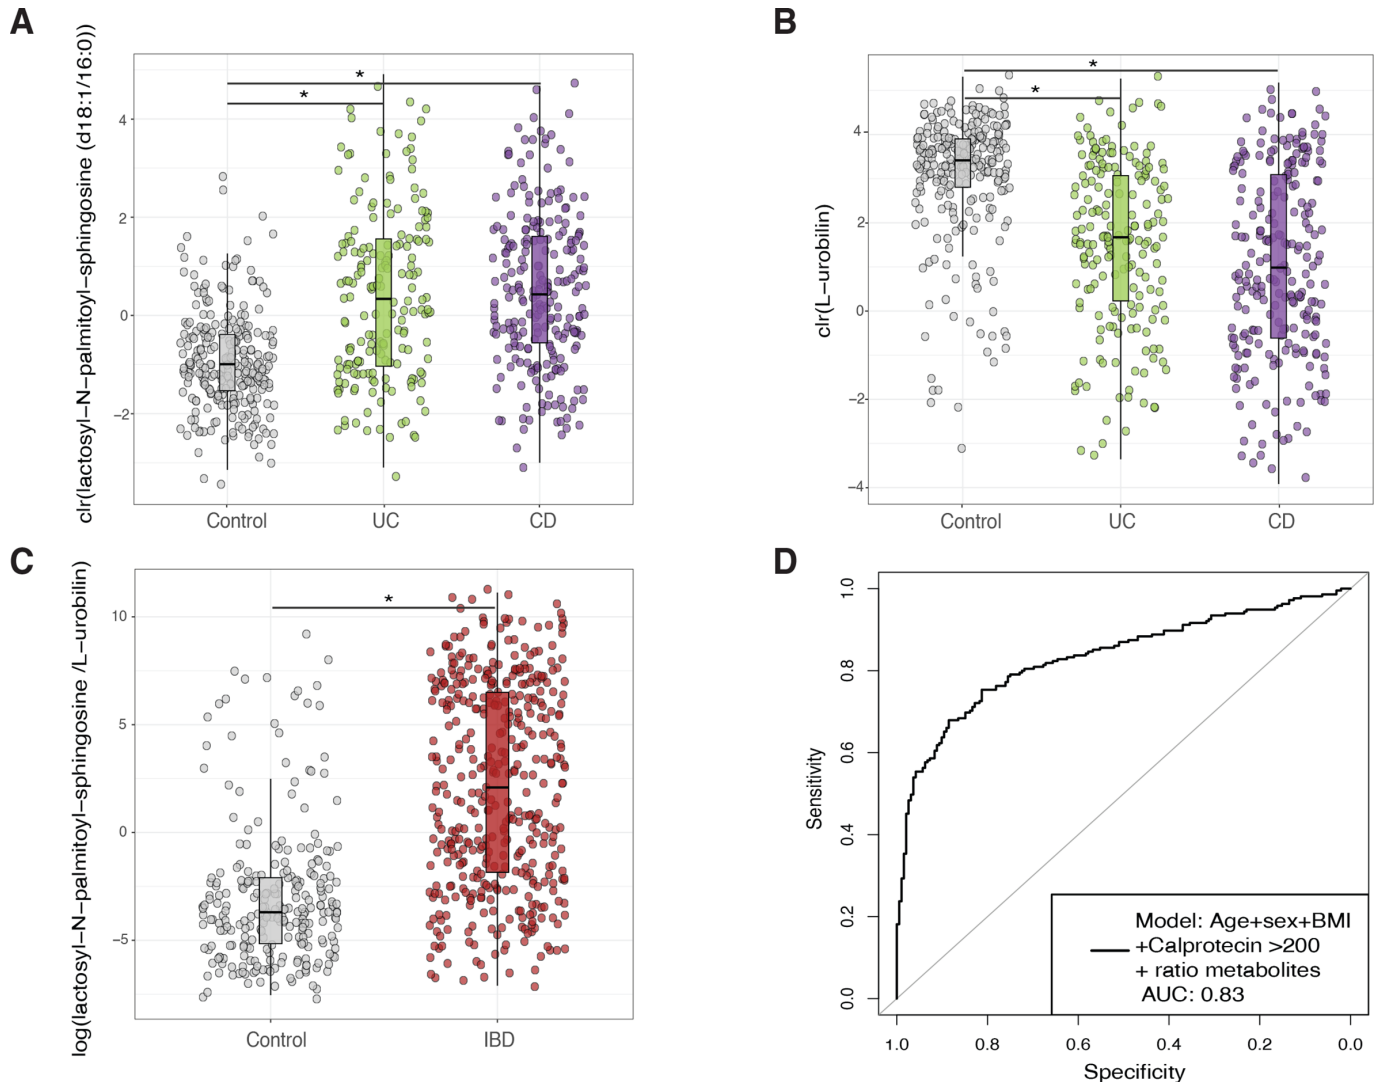 A
clr(lactosyl−N−palmitoyl−sphingosine (d18:1/16:0))
4
2
0
−2
*
*
Control
UC
CD
B
clr(L−urobilin)
4
2
0
−2
−4
*
*
Control
UC
CD
C
log(lactosyl−N−palmitoyl−sphingosine /L−urobilin)
10
5
0
−5
*
Control
IBD
D
Sensitivity
1.0
0.8
0.6
0.4
0.2
0.0
Model: Age+sex+BMI
+Calprotecin >200
+ ratio metabolites
AUC: 0.83
1.0
0.8
0.6
0.4
0.2
0.0
Specificity